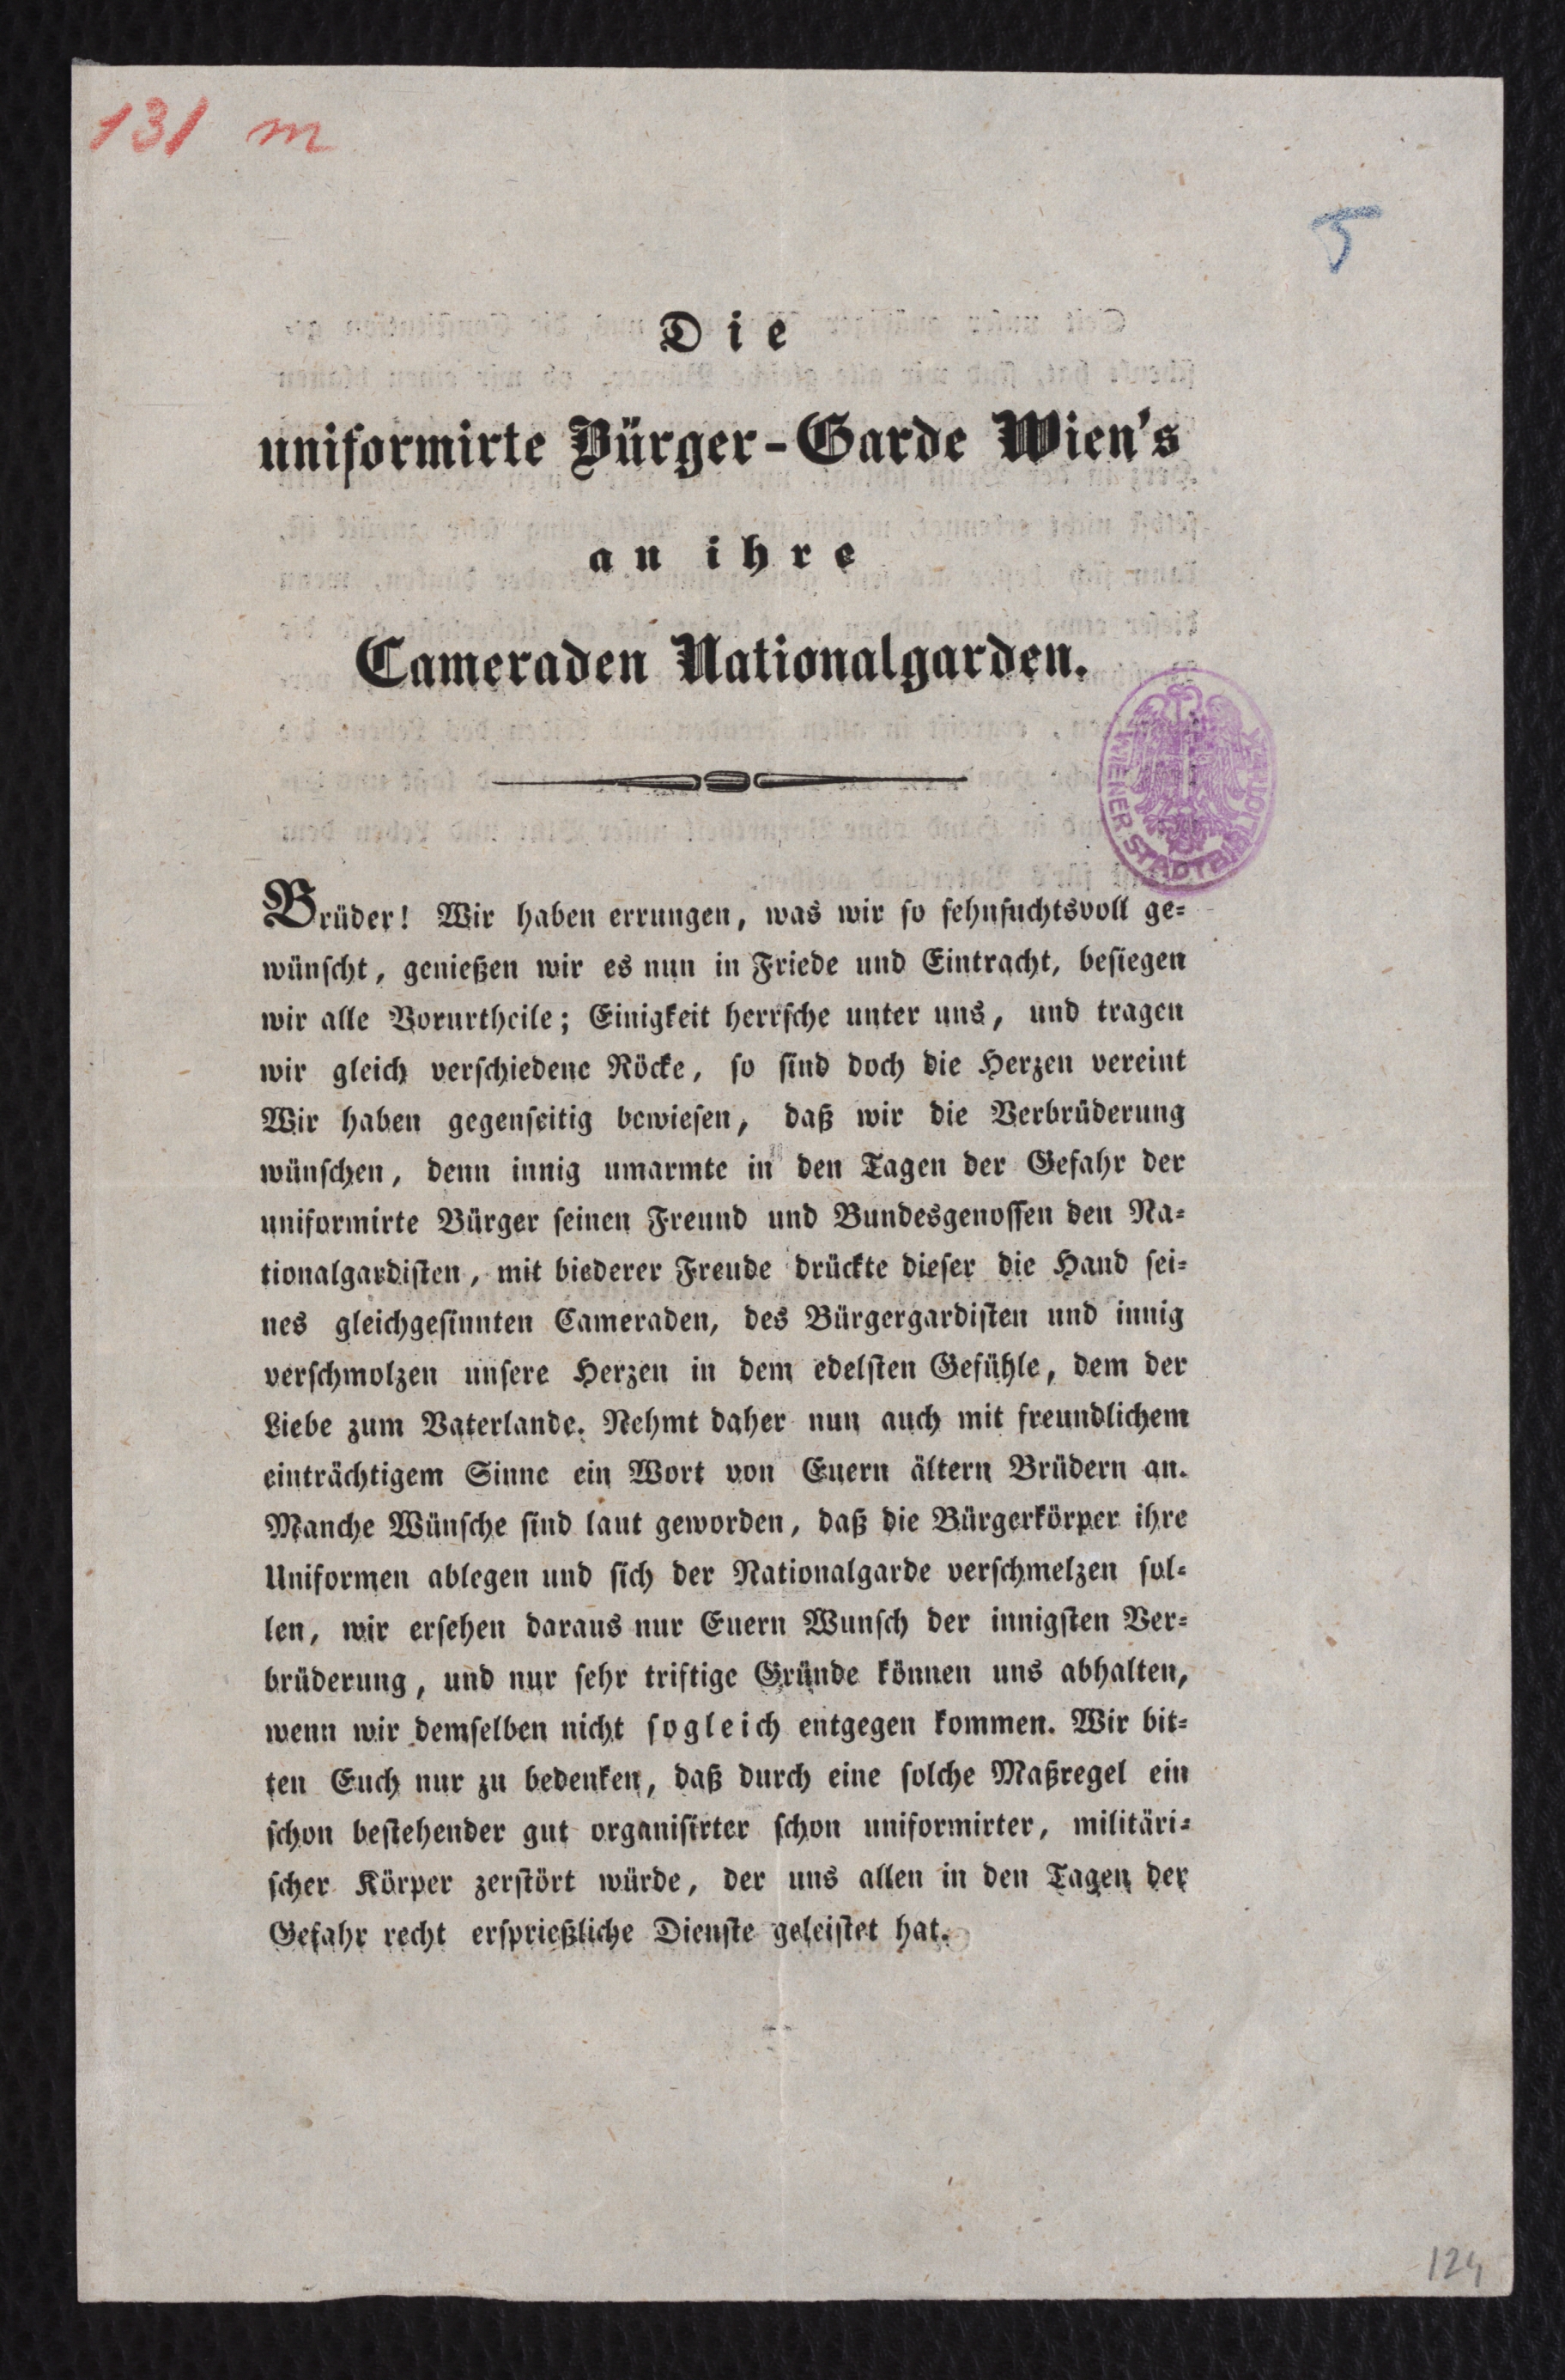 131 m
5
Die
uniformirte Bürger-Garde Wien's
an ihre
Cameraden Nationalgarden.
WIENER STADTBIBLIOTHEK
Brüder! Wir haben errungen, was wir so sehnsuchtsvoll ge-
wünscht, genießen wir es nun in Friede und Eintracht, besiegen
wir alle Vorurtheile; Einigkeit herrsche unter uns, und tragen
wir gleich verschiedene Röcke, so sind doch die Herzen vereint
Wir haben gegenseitig bewiesen, daß wir die Verbrüderung
wünschen, denn innig umarmte in den Tagen der Gefahr der
uniformirte Bürger seinen Freund und Bundesgenossen den Na-
tionalgardisten, mit biederer Freude drückte dieser die Hand sei-
nes gleichgesinnten Cameraden, des Bürgergardisten und innig
verschmolzen unsere Herzen in dem edelsten Gefühle, dem der
Liebe zum Vaterlande. Nehmt daher nun auch mit freundlichem
einträchtigem Sinne ein Wort von Euern ältern Brüdern an.
Manche Wünsche sind laut geworden, daß die Bürgerkörper ihre
Uniformen ablegen und sich der Nationalgarde verschmelzen sol-
len, wir ersehen daraus nur Euern Wunsch der innigsten Ver-
brüderung, und nur sehr triftige Gründe können uns abhalten,
wenn wir demselben nicht sogleich entgegen kommen. Wir bit-
ten Euch nur zu bedenken, daß durch eine solche Maßregel ein
schon bestehender gut organisirter schon uniformirter, militäri-
scher Körper zerstört würde, der uns allen in den Tagen der
Gefahr recht ersprießliche Dienste geleistet hat.
124